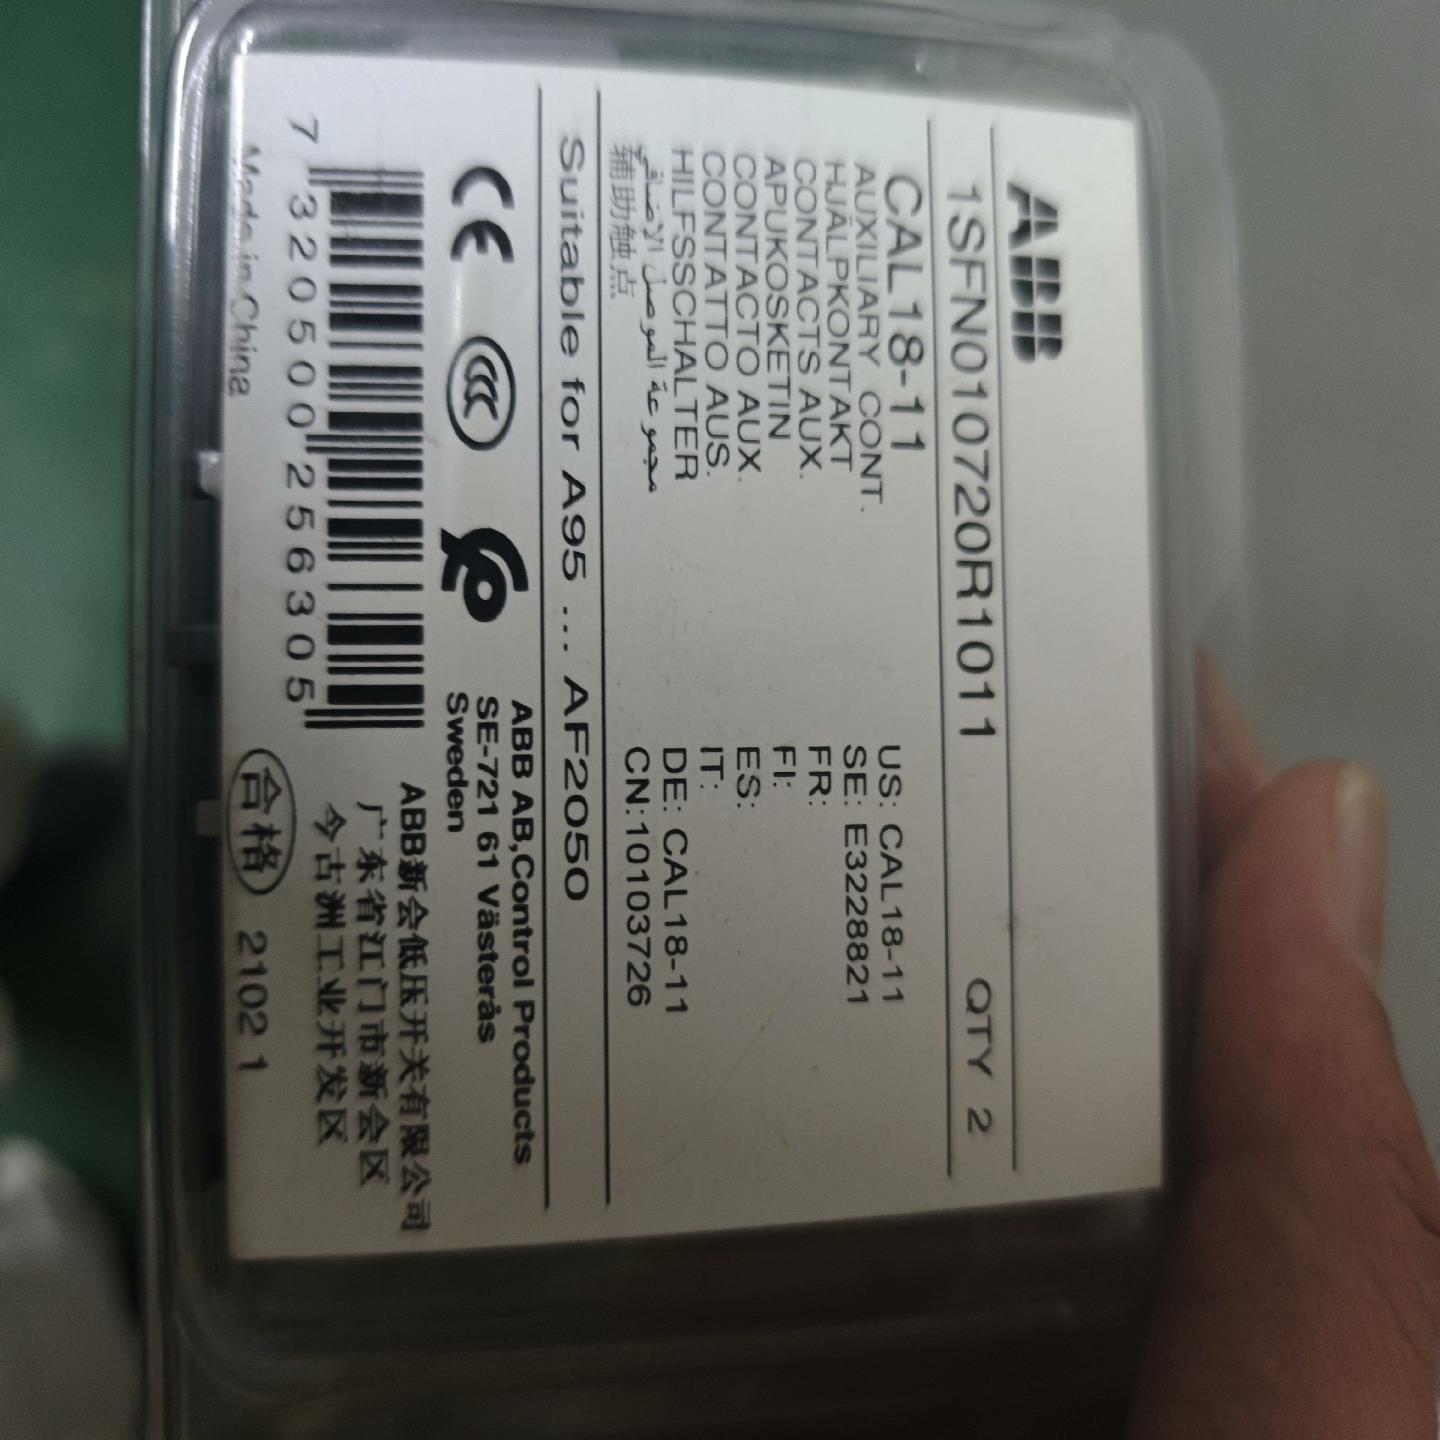 ABB
1SFN010720R1011 QTY 2
CAL18-11
AUXILIARY CONT.
HJÄLPKONTAKT
CONTACTS AUX.
APUKOSKETIN
CONTACTO AUX.
CONTATTO AUS.
HILFSSCHALTER
مجموعة الموصل الإضافي
辅助触点
US: CAL18-11
SE: E3228821
FR:
FI:
ES:
IT:
DE: CAL18-11
CN:10103726
Suitable for A95 ... AF2050
CE
CCC
ABB AB,Control Products
SE-721 61 Västerås
Sweden
7 320500 256305
ABB新会低压开关有限公司
广东省江门市新会区
今古洲工业开发区
Made in China
合格 2102 1